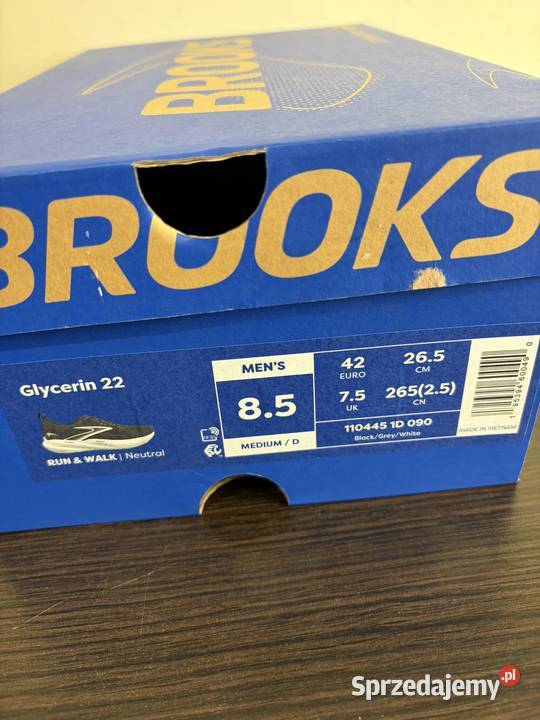 BROOKS
BROOKS
Glycerin 22
RUN & WALK | Neutral
MEN'S
8.5
MEDIUM / D
42
EURO
26.5
CM
7.5
UK
265(2.5)
CN
110445 1D 090
Black/Grey/White
MADE IN VIETNAM
Sprzedajemy.pl